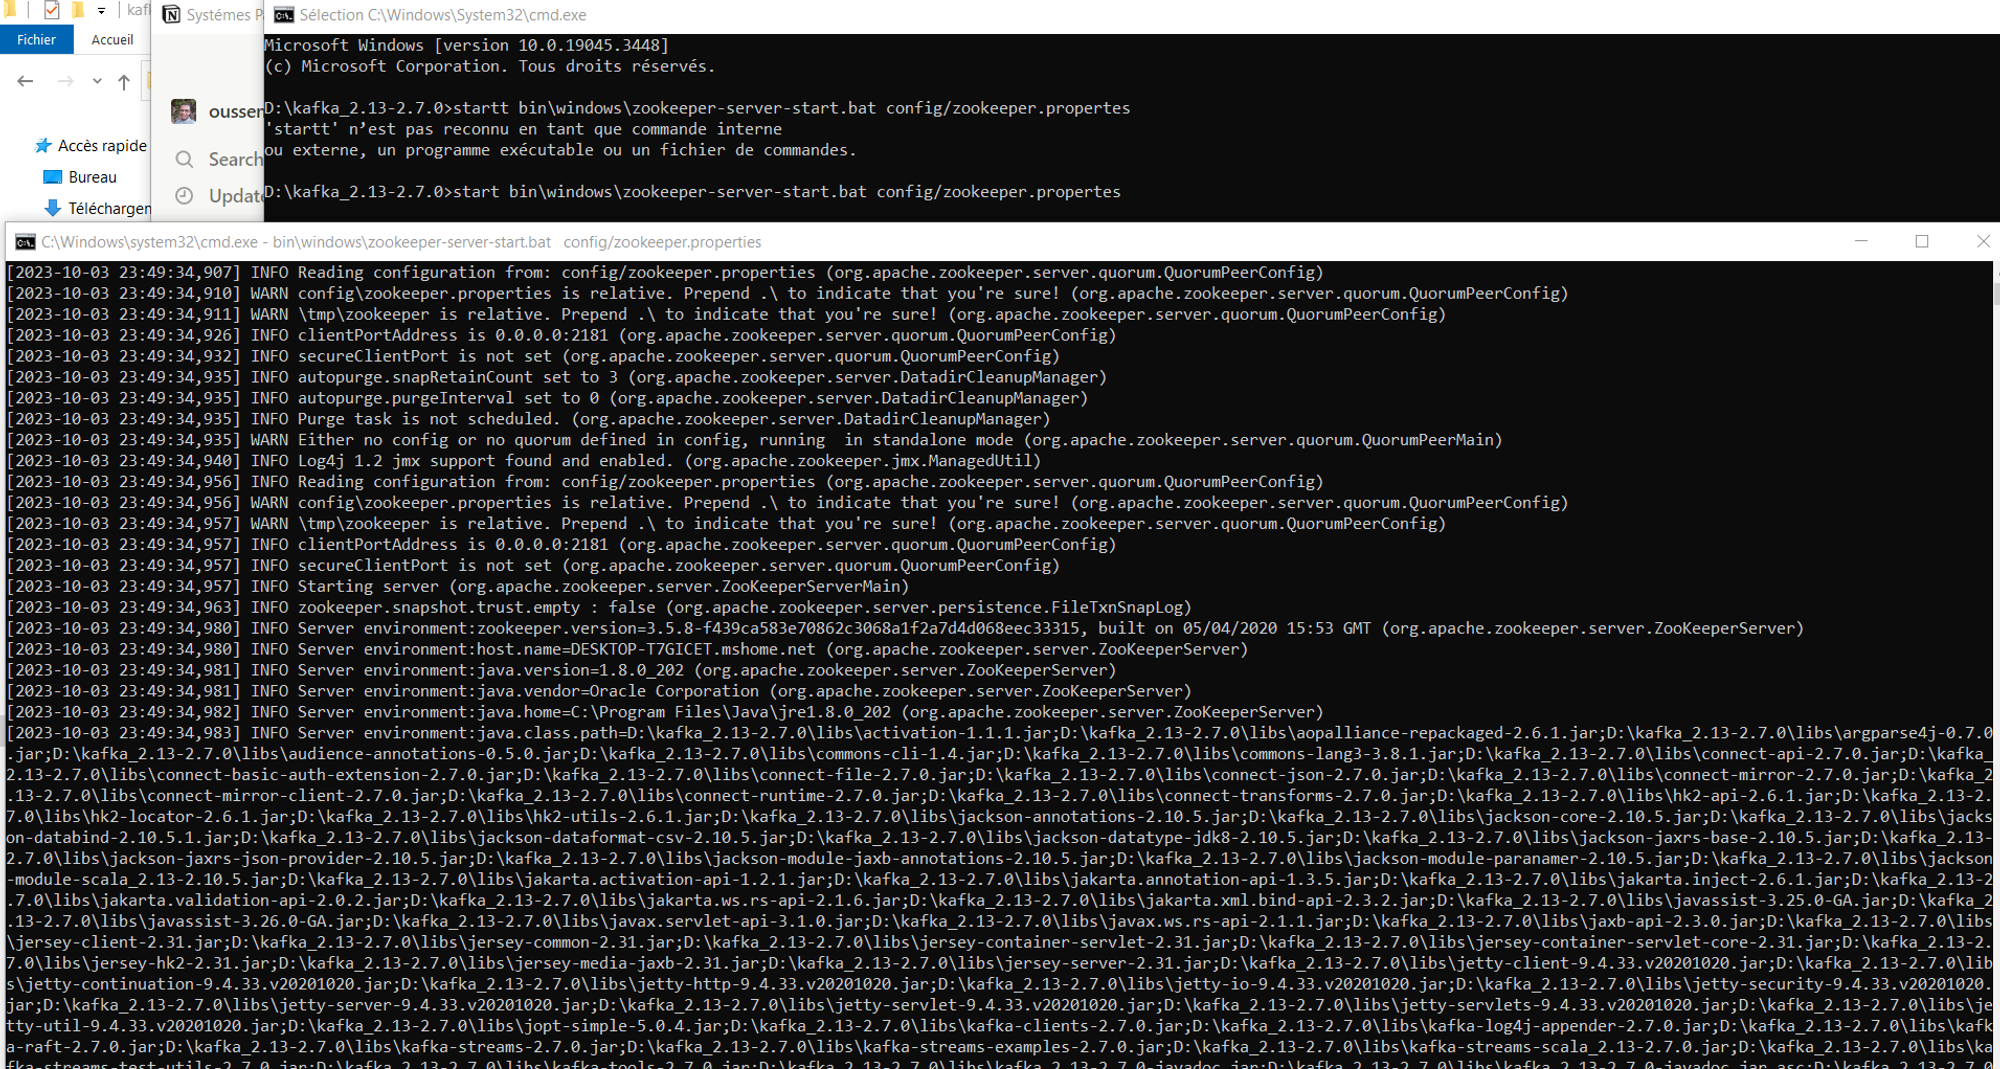 kafk
Systémes P
Sélection C:\Windows\System32\cmd.exe
Fichier
Accueil
Accès rapide
Bureau
Téléchargen
oussen
Search
Update
Microsoft Windows [version 10.0.19045.3448]
(c) Microsoft Corporation. Tous droits réservés.
D:\kafka_2.13-2.7.0>startt bin\windows\zookeeper-server-start.bat config/zookeeper.propertes
'startt' n’est pas reconnu en tant que commande interne
ou externe, un programme exécutable ou un fichier de commandes.
D:\kafka_2.13-2.7.0>start bin\windows\zookeeper-server-start.bat config/zookeeper.propertes
C:\Windows\system32\cmd.exe - bin\windows\zookeeper-server-start.bat config/zookeeper.properties
[2023-10-03 23:49:34,907] INFO Reading configuration from: config/zookeeper.properties (org.apache.zookeeper.server.quorum.QuorumPeerConfig)
[2023-10-03 23:49:34,910] WARN config\zookeeper.properties is relative. Prepend .\ to indicate that you're sure! (org.apache.zookeeper.server.quorum.QuorumPeerConfig)
[2023-10-03 23:49:34,911] WARN \tmp\zookeeper is relative. Prepend .\ to indicate that you're sure! (org.apache.zookeeper.server.quorum.QuorumPeerConfig)
[2023-10-03 23:49:34,926] INFO clientPortAddress is 0.0.0.0:2181 (org.apache.zookeeper.server.quorum.QuorumPeerConfig)
[2023-10-03 23:49:34,932] INFO secureClientPort is not set (org.apache.zookeeper.server.quorum.QuorumPeerConfig)
[2023-10-03 23:49:34,935] INFO autopurge.snapRetainCount set to 3 (org.apache.zookeeper.server.DatadirCleanupManager)
[2023-10-03 23:49:34,935] INFO autopurge.purgeInterval set to 0 (org.apache.zookeeper.server.DatadirCleanupManager)
[2023-10-03 23:49:34,935] INFO Purge task is not scheduled. (org.apache.zookeeper.server.DatadirCleanupManager)
[2023-10-03 23:49:34,935] WARN Either no config or no quorum defined in config, running  in standalone mode (org.apache.zookeeper.server.quorum.QuorumPeerMain)
[2023-10-03 23:49:34,940] INFO Log4j 1.2 jmx support found and enabled. (org.apache.zookeeper.jmx.ManagedUtil)
[2023-10-03 23:49:34,956] INFO Reading configuration from: config/zookeeper.properties (org.apache.zookeeper.server.quorum.QuorumPeerConfig)
[2023-10-03 23:49:34,956] WARN config\zookeeper.properties is relative. Prepend .\ to indicate that you're sure! (org.apache.zookeeper.server.quorum.QuorumPeerConfig)
[2023-10-03 23:49:34,957] WARN \tmp\zookeeper is relative. Prepend .\ to indicate that you're sure! (org.apache.zookeeper.server.quorum.QuorumPeerConfig)
[2023-10-03 23:49:34,957] INFO clientPortAddress is 0.0.0.0:2181 (org.apache.zookeeper.server.quorum.QuorumPeerConfig)
[2023-10-03 23:49:34,957] INFO secureClientPort is not set (org.apache.zookeeper.server.quorum.QuorumPeerConfig)
[2023-10-03 23:49:34,957] INFO Starting server (org.apache.zookeeper.server.ZooKeeperServerMain)
[2023-10-03 23:49:34,963] INFO zookeeper.snapshot.trust.empty : false (org.apache.zookeeper.server.persistence.FileTxnSnapLog)
[2023-10-03 23:49:34,980] INFO Server environment:zookeeper.version=3.5.8-f439ca583e70862c3068a1f2a7d4d068eec33315, built on 05/04/2020 15:53 GMT (org.apache.zookeeper.server.ZooKeeperServer)
[2023-10-03 23:49:34,980] INFO Server environment:host.name=DESKTOP-T7GICET.mshome.net (org.apache.zookeeper.server.ZooKeeperServer)
[2023-10-03 23:49:34,981] INFO Server environment:java.version=1.8.0_202 (org.apache.zookeeper.server.ZooKeeperServer)
[2023-10-03 23:49:34,981] INFO Server environment:java.vendor=Oracle Corporation (org.apache.zookeeper.server.ZooKeeperServer)
[2023-10-03 23:49:34,982] INFO Server environment:java.home=C:\Program Files\Java\jre1.8.0_202 (org.apache.zookeeper.server.ZooKeeperServer)
[2023-10-03 23:49:34,983] INFO Server environment:java.class.path=D:\kafka_2.13-2.7.0\libs\activation-1.1.1.jar;D:\kafka_2.13-2.7.0\libs\aopalliance-repackaged-2.6.1.jar;D:\kafka_2.13-2.7.0\libs\argparse4j-0.7.0
.jar;D:\kafka_2.13-2.7.0\libs\audience-annotations-0.5.0.jar;D:\kafka_2.13-2.7.0\libs\commons-cli-1.4.jar;D:\kafka_2.13-2.7.0\libs\commons-lang3-3.8.1.jar;D:\kafka_2.13-2.7.0\libs\connect-api-2.7.0.jar;D:\kafka_
2.13-2.7.0\libs\connect-basic-auth-extension-2.7.0.jar;D:\kafka_2.13-2.7.0\libs\connect-file-2.7.0.jar;D:\kafka_2.13-2.7.0\libs\connect-json-2.7.0.jar;D:\kafka_2.13-2.7.0\libs\connect-mirror-2.7.0.jar;D:\kafka_2
.13-2.7.0\libs\connect-mirror-client-2.7.0.jar;D:\kafka_2.13-2.7.0\libs\connect-runtime-2.7.0.jar;D:\kafka_2.13-2.7.0\libs\connect-transforms-2.7.0.jar;D:\kafka_2.13-2.7.0\libs\hk2-api-2.6.1.jar;D:\kafka_2.13-2.
7.0\libs\hk2-locator-2.6.1.jar;D:\kafka_2.13-2.7.0\libs\hk2-utils-2.6.1.jar;D:\kafka_2.13-2.7.0\libs\jackson-annotations-2.10.5.jar;D:\kafka_2.13-2.7.0\libs\jackson-core-2.10.5.jar;D:\kafka_2.13-2.7.0\libs\jacks
on-databind-2.10.5.1.jar;D:\kafka_2.13-2.7.0\libs\jackson-dataformat-csv-2.10.5.jar;D:\kafka_2.13-2.7.0\libs\jackson-datatype-jdk8-2.10.5.jar;D:\kafka_2.13-2.7.0\libs\jackson-jaxrs-base-2.10.5.jar;D:\kafka_2.13-
2.7.0\libs\jackson-jaxrs-json-provider-2.10.5.jar;D:\kafka_2.13-2.7.0\libs\jackson-module-jaxb-annotations-2.10.5.jar;D:\kafka_2.13-2.7.0\libs\jackson-module-paranamer-2.10.5.jar;D:\kafka_2.13-2.7.0\libs\jackson
-module-scala_2.13-2.10.5.jar;D:\kafka_2.13-2.7.0\libs\jakarta.activation-api-1.2.1.jar;D:\kafka_2.13-2.7.0\libs\jakarta.annotation-api-1.3.5.jar;D:\kafka_2.13-2.7.0\libs\jakarta.inject-2.6.1.jar;D:\kafka_2.13-2
.7.0\libs\jakarta.validation-api-2.0.2.jar;D:\kafka_2.13-2.7.0\libs\jakarta.ws.rs-api-2.1.6.jar;D:\kafka_2.13-2.7.0\libs\jakarta.xml.bind-api-2.3.2.jar;D:\kafka_2.13-2.7.0\libs\javassist-3.25.0-GA.jar;D:\kafka_2
.13-2.7.0\libs\javassist-3.26.0-GA.jar;D:\kafka_2.13-2.7.0\libs\javax.servlet-api-3.1.0.jar;D:\kafka_2.13-2.7.0\libs\javax.ws.rs-api-2.1.1.jar;D:\kafka_2.13-2.7.0\libs\jaxb-api-2.3.0.jar;D:\kafka_2.13-2.7.0\libs
\jersey-client-2.31.jar;D:\kafka_2.13-2.7.0\libs\jersey-common-2.31.jar;D:\kafka_2.13-2.7.0\libs\jersey-container-servlet-2.31.jar;D:\kafka_2.13-2.7.0\libs\jersey-container-servlet-core-2.31.jar;D:\kafka_2.13-2.
7.0\libs\jersey-hk2-2.31.jar;D:\kafka_2.13-2.7.0\libs\jersey-media-jaxb-2.31.jar;D:\kafka_2.13-2.7.0\libs\jersey-server-2.31.jar;D:\kafka_2.13-2.7.0\libs\jetty-client-9.4.33.v20201020.jar;D:\kafka_2.13-2.7.0\lib
s\jetty-continuation-9.4.33.v20201020.jar;D:\kafka_2.13-2.7.0\libs\jetty-http-9.4.33.v20201020.jar;D:\kafka_2.13-2.7.0\libs\jetty-io-9.4.33.v20201020.jar;D:\kafka_2.13-2.7.0\libs\jetty-security-9.4.33.v20201020.
jar;D:\kafka_2.13-2.7.0\libs\jetty-server-9.4.33.v20201020.jar;D:\kafka_2.13-2.7.0\libs\jetty-servlet-9.4.33.v20201020.jar;D:\kafka_2.13-2.7.0\libs\jetty-servlets-9.4.33.v20201020.jar;D:\kafka_2.13-2.7.0\libs\je
tty-util-9.4.33.v20201020.jar;D:\kafka_2.13-2.7.0\libs\jopt-simple-5.0.4.jar;D:\kafka_2.13-2.7.0\libs\kafka-clients-2.7.0.jar;D:\kafka_2.13-2.7.0\libs\kafka-log4j-appender-2.7.0.jar;D:\kafka_2.13-2.7.0\libs\kafk
a-raft-2.7.0.jar;D:\kafka_2.13-2.7.0\libs\kafka-streams-2.7.0.jar;D:\kafka_2.13-2.7.0\libs\kafka-streams-examples-2.7.0.jar;D:\kafka_2.13-2.7.0\libs\kafka-streams-scala_2.13-2.7.0.jar;D:\kafka_2.13-2.7.0\libs\ka
fka-streams-test-utils-2.7.0.jar;D:\kafka_2.13-2.7.0\libs\kafka-tools-2.7.0.jar;D:\kafka_2.13-2.7.0\libs\kafka_2.13-2.7.0-javadoc.jar;D:\kafka_2.13-2.7.0\libs\kafka_2.13-2.7.0-javadoc.jar.asc;D:\kafka_2.13-2.7.0